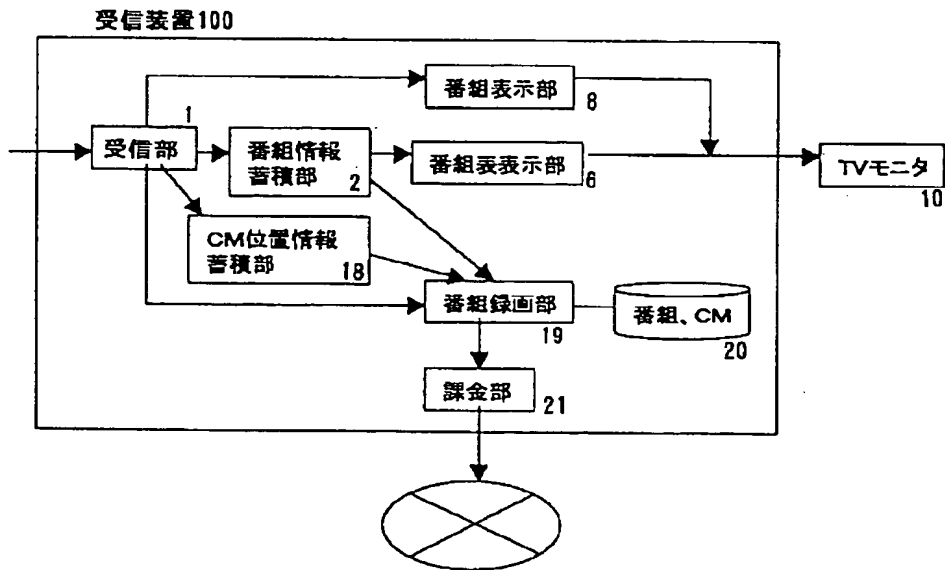 受信装置100
番組表示部
8
1
受信部
番組情報
蓄積部
2
番組表表示部
6
TVモニタ
10
CM位置情報
蓄積部
18
番組録画部
19
番組、CM
20
課金部
21